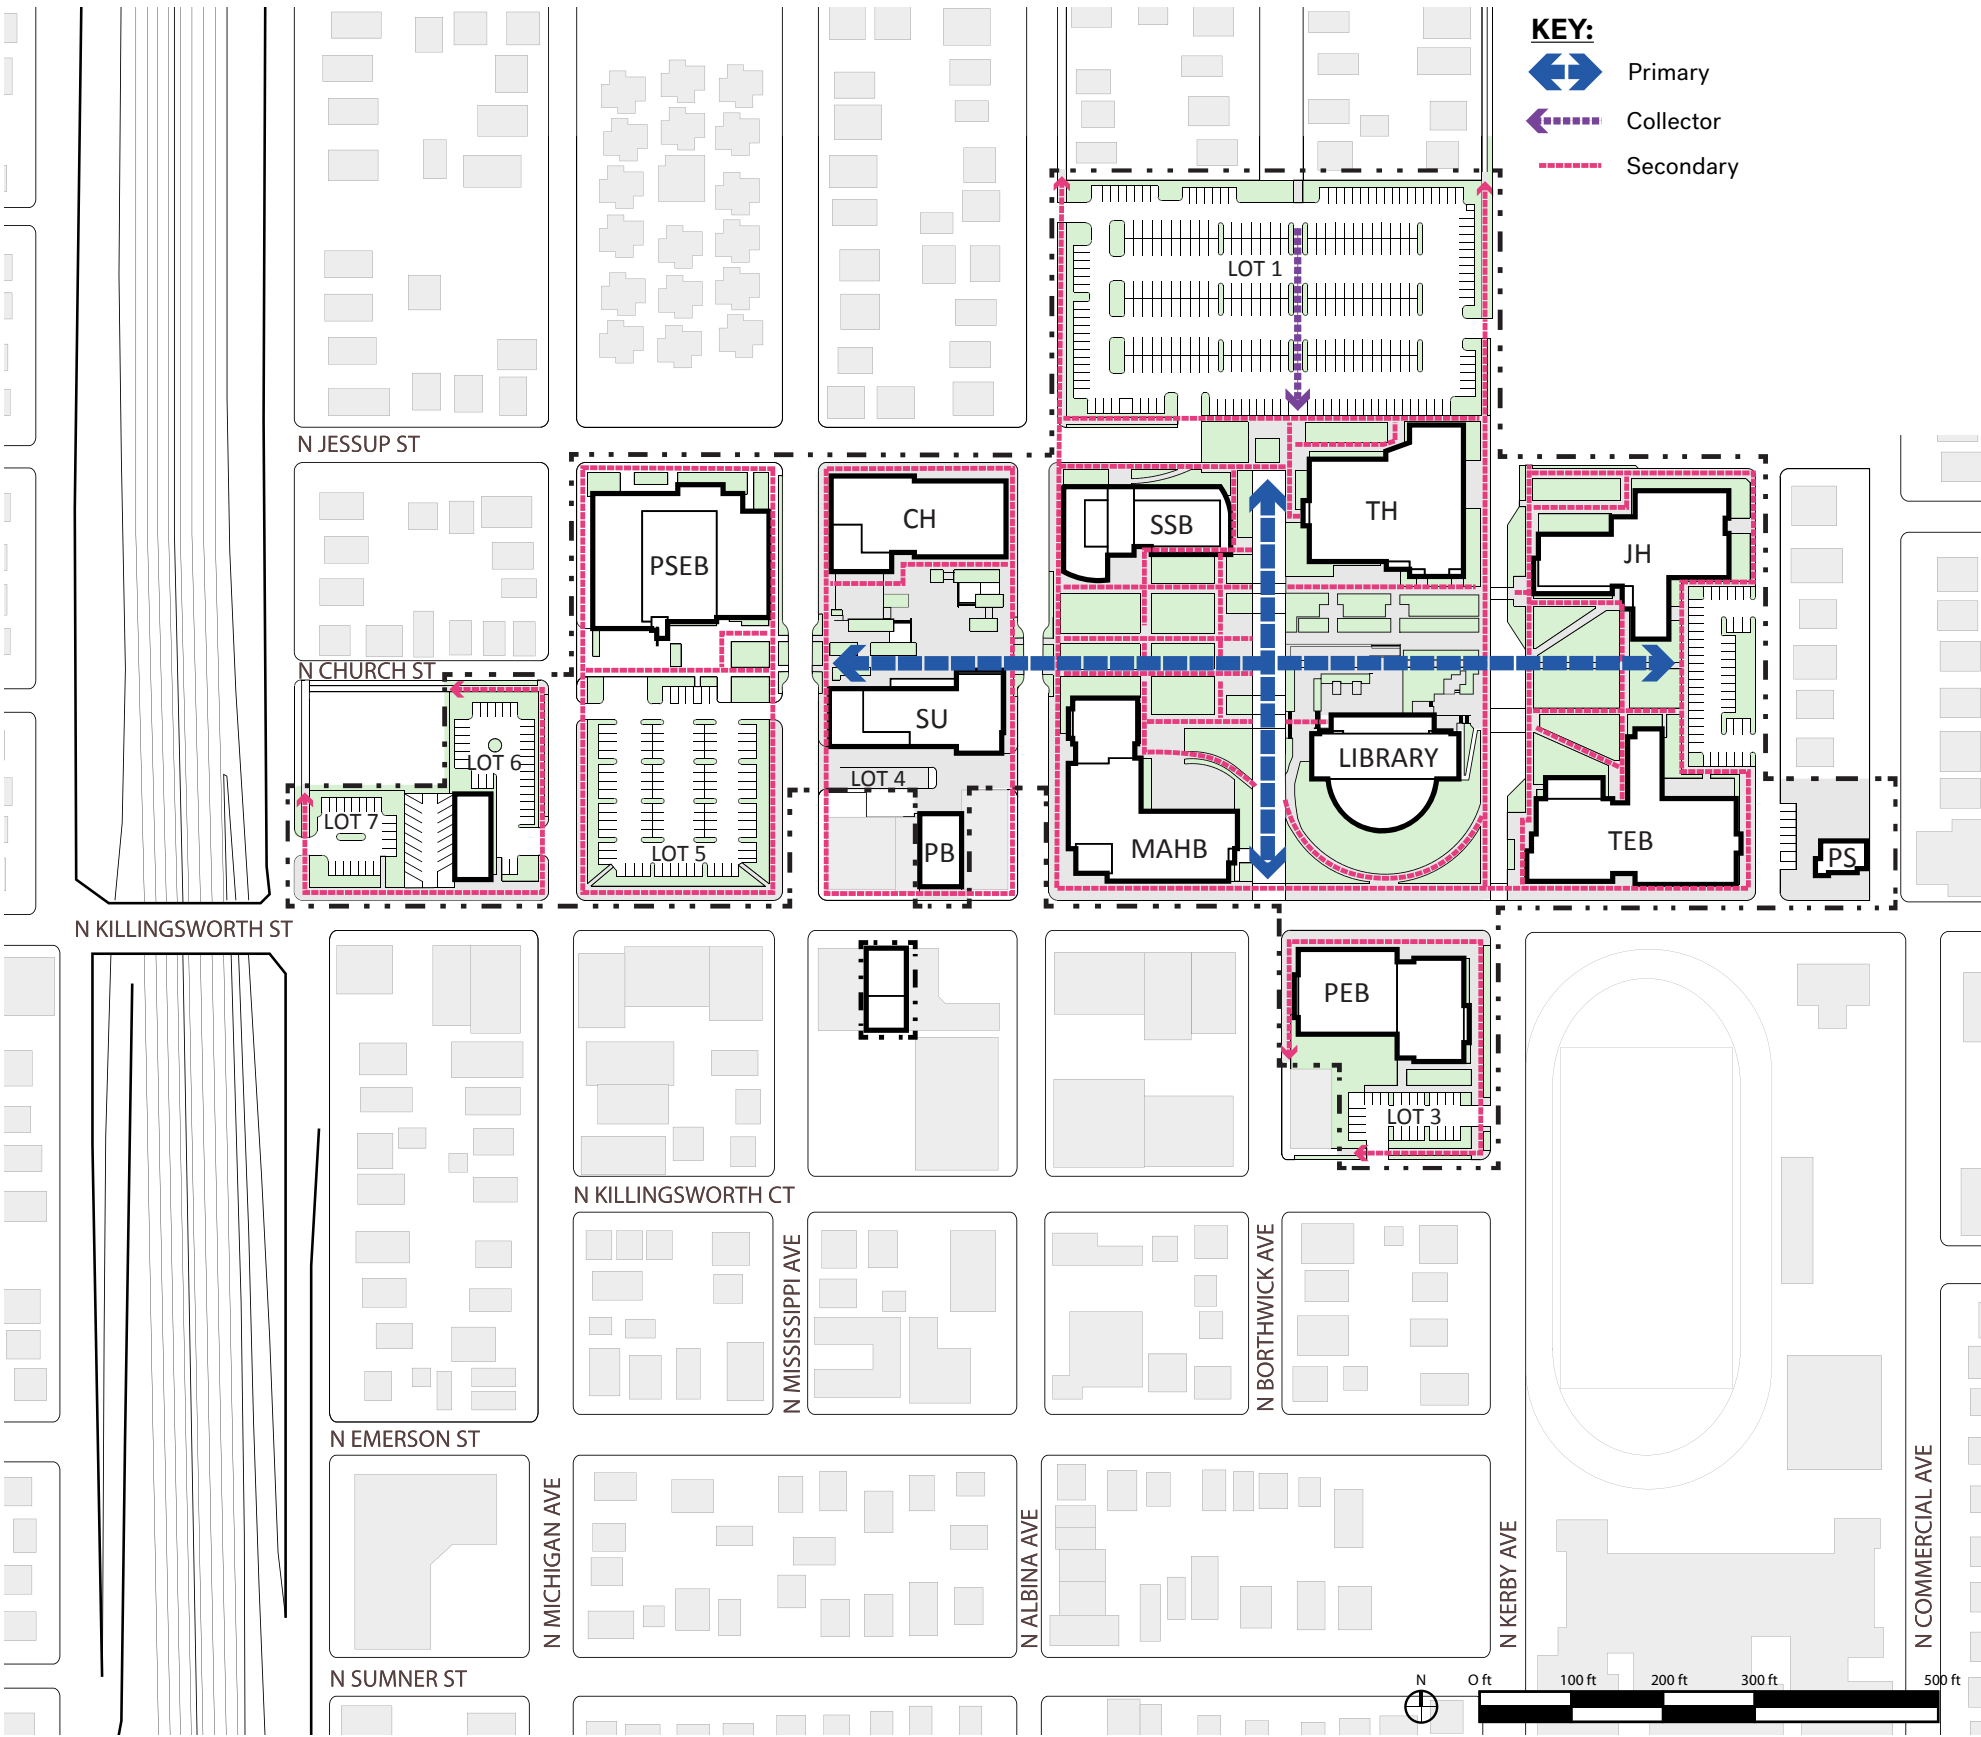 KEY:
Primary
Collector
Secondary
LOT 1
N JESSUP ST
CH
SSB
TH
JH
PSEB
N CHURCH ST
SU
LIBRARY
LOT 6
LOT 4
LOT 7
LOT 5
PB
MAHB
TEB
PS
N KILLINGSWORTH ST
PEB
LOT 3
N KILLINGSWORTH CT
N MISSISSIPPI AVE
N BORTHWICK AVE
N EMERSON ST
N MICHIGAN AVE
N ALBINA AVE
N KERBY AVE
N COMMERCIAL AVE
N SUMNER ST
N
0 ft 100 ft 200 ft 300 ft 500 ft